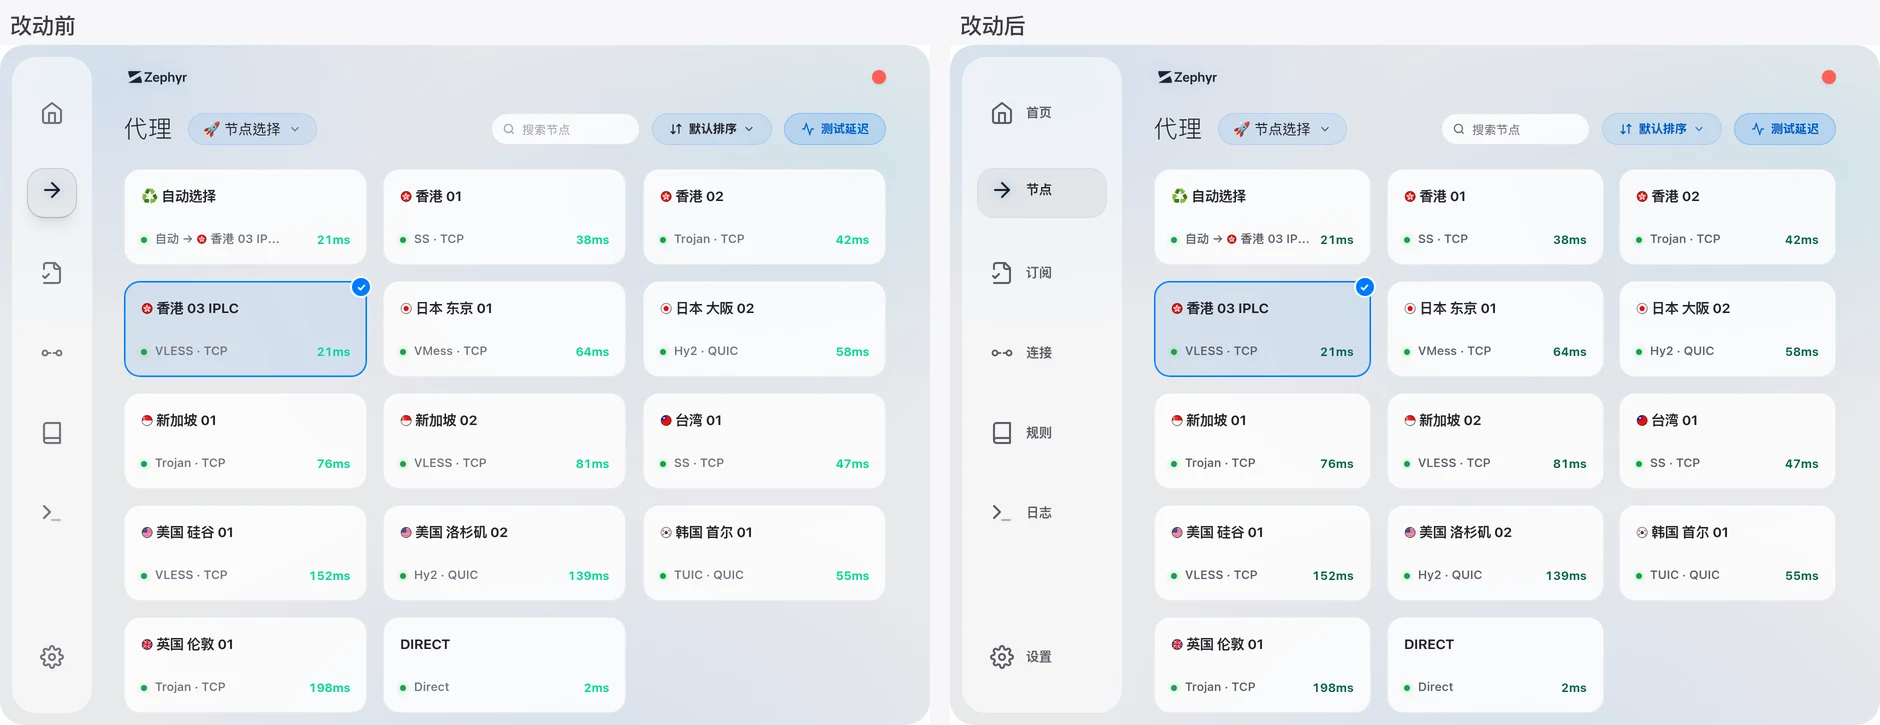 改动前
Zephyr
代理
🚀 节点选择
搜索节点
默认排序
测试延迟
♻️ 自动选择
自动 → 🇭🇰 香港 03 IP...
21ms
🇭🇰 香港 01
SS · TCP
38ms
🇭🇰 香港 02
Trojan · TCP
42ms
🇭🇰 香港 03 IPLC
VLESS · TCP
21ms
🇯🇵 日本 东京 01
VMess · TCP
64ms
🇯🇵 日本 大阪 02
Hy2 · QUIC
58ms
🇸🇬 新加坡 01
Trojan · TCP
76ms
🇸🇬 新加坡 02
VLESS · TCP
81ms
🇹🇼 台湾 01
SS · TCP
47ms
🇺🇸 美国 硅谷 01
VLESS · TCP
152ms
🇺🇸 美国 洛杉矶 02
Hy2 · QUIC
139ms
🇰🇷 韩国 首尔 01
TUIC · QUIC
55ms
🇬🇧 英国 伦敦 01
Trojan · TCP
198ms
DIRECT
Direct
2ms
改动后
首页
节点
订阅
连接
规则
日志
设置
Zephyr
代理
🚀 节点选择
搜索节点
默认排序
测试延迟
♻️ 自动选择
自动 → 🇭🇰 香港 03 IP...
21ms
🇭🇰 香港 01
SS · TCP
38ms
🇭🇰 香港 02
Trojan · TCP
42ms
🇭🇰 香港 03 IPLC
VLESS · TCP
21ms
🇯🇵 日本 东京 01
VMess · TCP
64ms
🇯🇵 日本 大阪 02
Hy2 · QUIC
58ms
🇸🇬 新加坡 01
Trojan · TCP
76ms
🇸🇬 新加坡 02
VLESS · TCP
81ms
🇹🇼 台湾 01
SS · TCP
47ms
🇺🇸 美国 硅谷 01
VLESS · TCP
152ms
🇺🇸 美国 洛杉矶 02
Hy2 · QUIC
139ms
🇰🇷 韩国 首尔 01
TUIC · QUIC
55ms
🇬🇧 英国 伦敦 01
Trojan · TCP
198ms
DIRECT
Direct
2ms